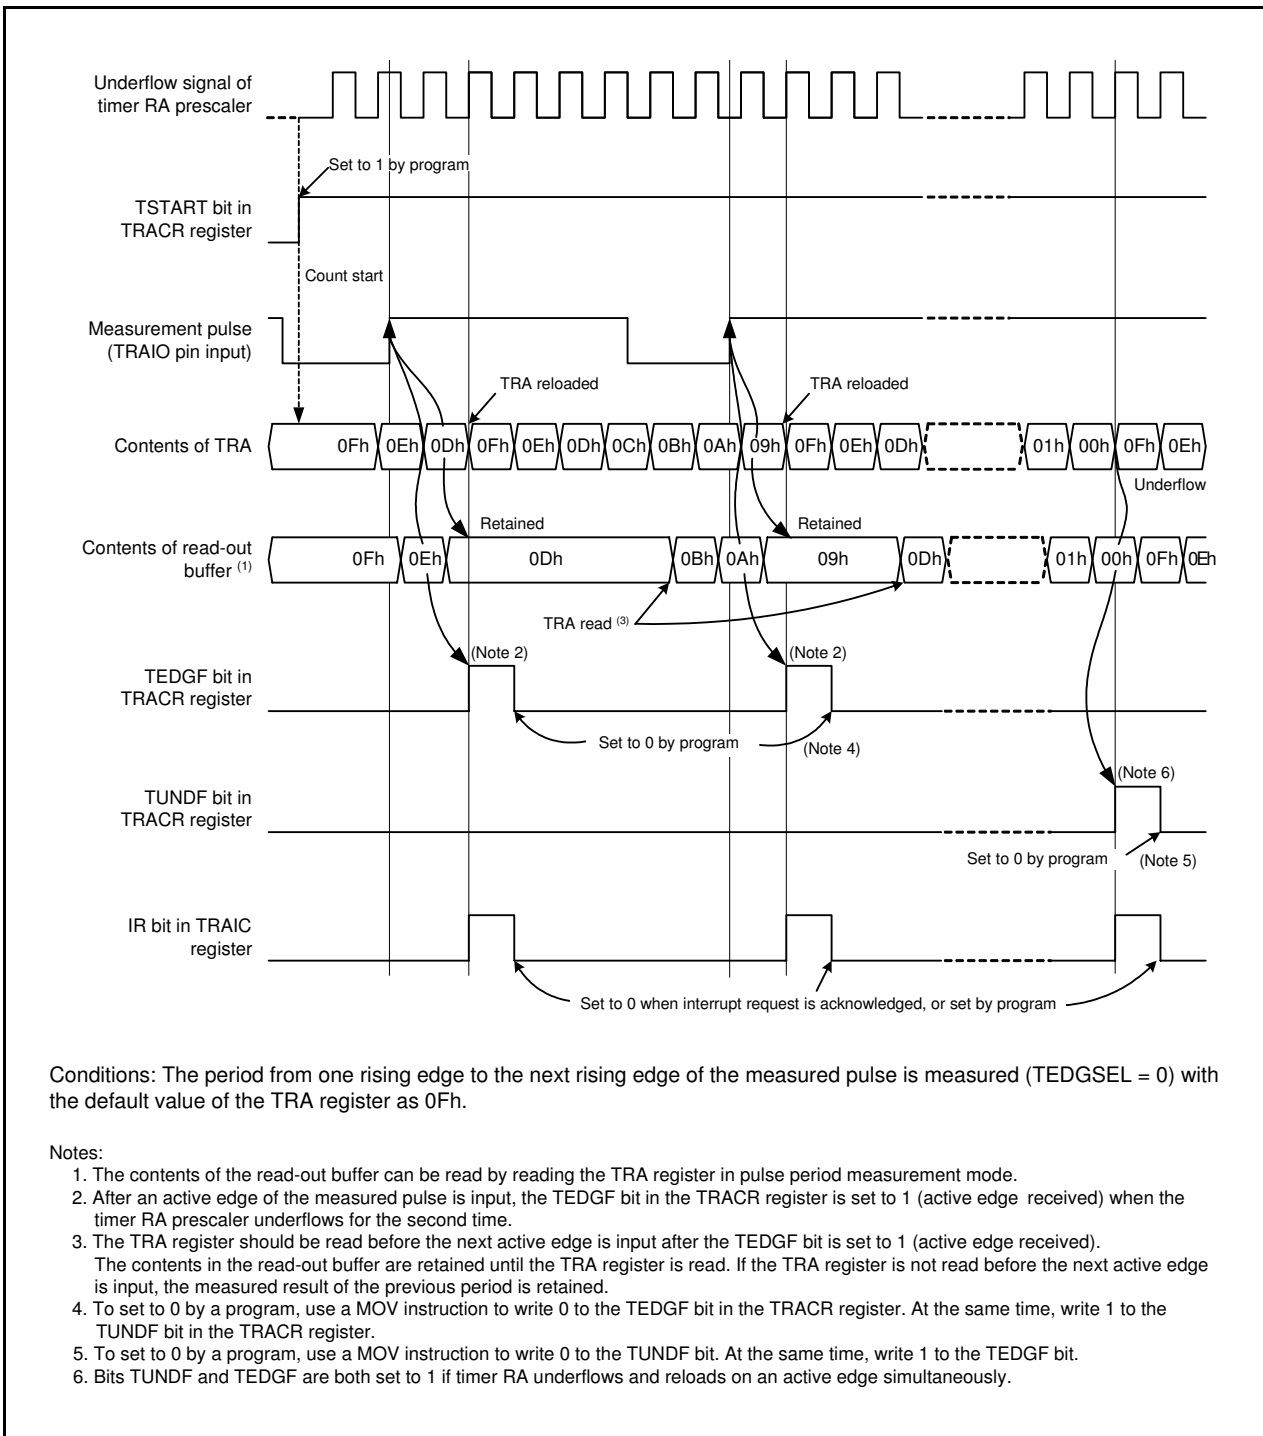 Underflow signal of
timer RA prescaler
Set to 1 by program
TSTART bit in
TRACR register
Count start
Measurement pulse
(TRAIO pin input)
TRA reloaded
TRA reloaded
Contents of TRA
0Fh 0Eh 0Dh 0Fh 0Eh 0Dh 0Ch 0Bh 0Ah 09h 0Fh 0Eh 0Dh 01h 00h 0Fh 0Eh
Underflow
Retained
Retained
Contents of read-out
buffer (1)
0Fh 0Eh 0Dh 0Bh 0Ah 09h 0Dh 01h 00h 0Fh 0Eh
TRA read (3)
(Note 2)
(Note 2)
TEDGF bit in
TRACR register
Set to 0 by program
(Note 4)
(Note 6)
TUNDF bit in
TRACR register
Set to 0 by program
(Note 5)
IR bit in TRAIC
register
Set to 0 when interrupt request is acknowledged, or set by program
Conditions: The period from one rising edge to the next rising edge of the measured pulse is measured (TEDGSEL = 0) with
the default value of the TRA register as 0Fh.
Notes:
1. The contents of the read-out buffer can be read by reading the TRA register in pulse period measurement mode.
2. After an active edge of the measured pulse is input, the TEDGF bit in the TRACR register is set to 1 (active edge received) when the
timer RA prescaler underflows for the second time.
3. The TRA register should be read before the next active edge is input after the TEDGF bit is set to 1 (active edge received).
The contents in the read-out buffer are retained until the TRA register is read. If the TRA register is not read before the next active edge
is input, the measured result of the previous period is retained.
4. To set to 0 by a program, use a MOV instruction to write 0 to the TEDGF bit in the TRACR register. At the same time, write 1 to the
TUNDF bit in the TRACR register.
5. To set to 0 by a program, use a MOV instruction to write 0 to the TUNDF bit. At the same time, write 1 to the TEDGF bit.
6. Bits TUNDF and TEDGF are both set to 1 if timer RA underflows and reloads on an active edge simultaneously.